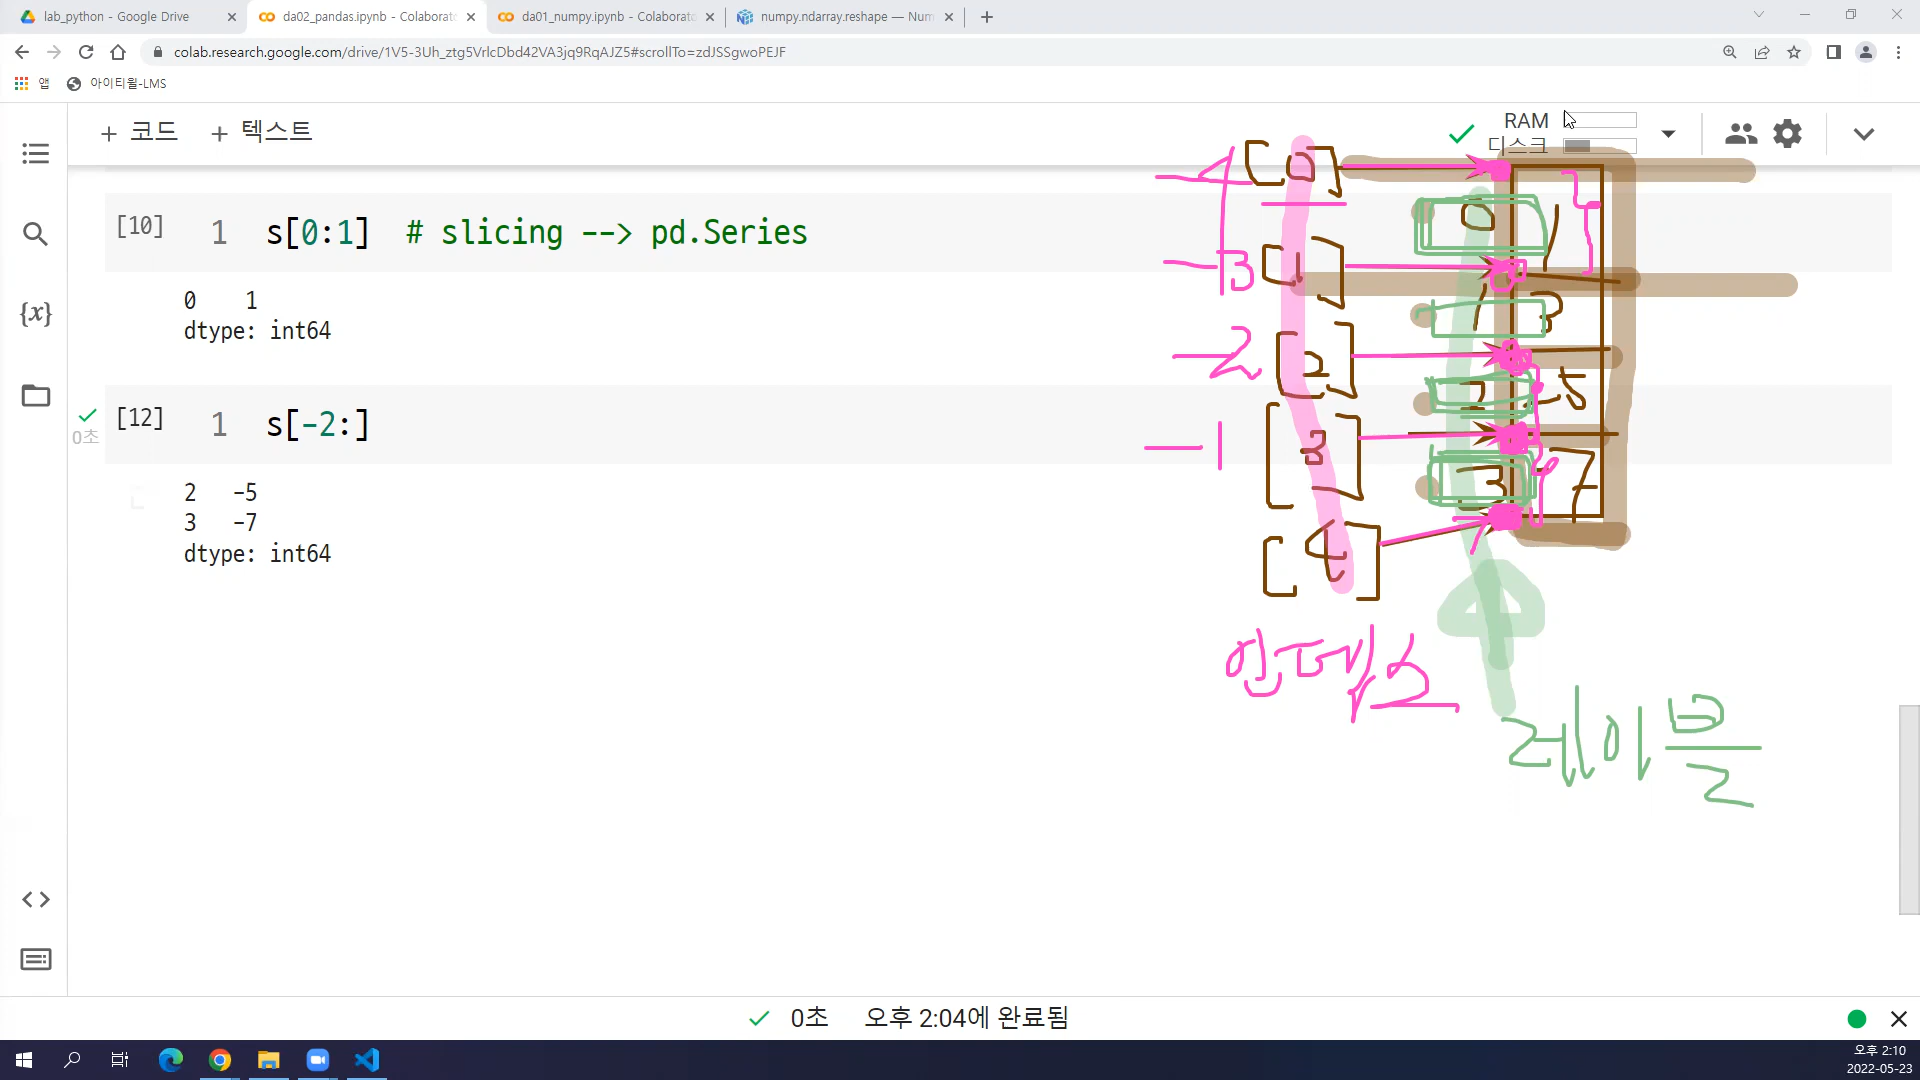 lab_python - Google Drive
da02_pandas.ipynb - Colaborato
da01_numpy.ipynb - Colaborato
numpy.ndarray.reshape — Num
colab.research.google.com/drive/1V5-3Uh_ztg5VrIcDbd42VA3jq9RqAJZ5#scrollTo=zdJSSgwoPEJF
앱 아이티윌-LMS
+ 코드 + 텍스트
RAM
디스크
[10] 1 s[0:1] # slicing --> pd.Series
0 1
dtype: int64
[12] 1 s[-2:]
0초
2 -5
3 -7
dtype: int64
-4 [0] 0 1
-3 [1] 1 3
-2 [2] 2 -5
-1 [3] 3 -7
[4]
인덱스
레이블
0초 오후 2:04에 완료됨
오후 2:10
2022-05-23